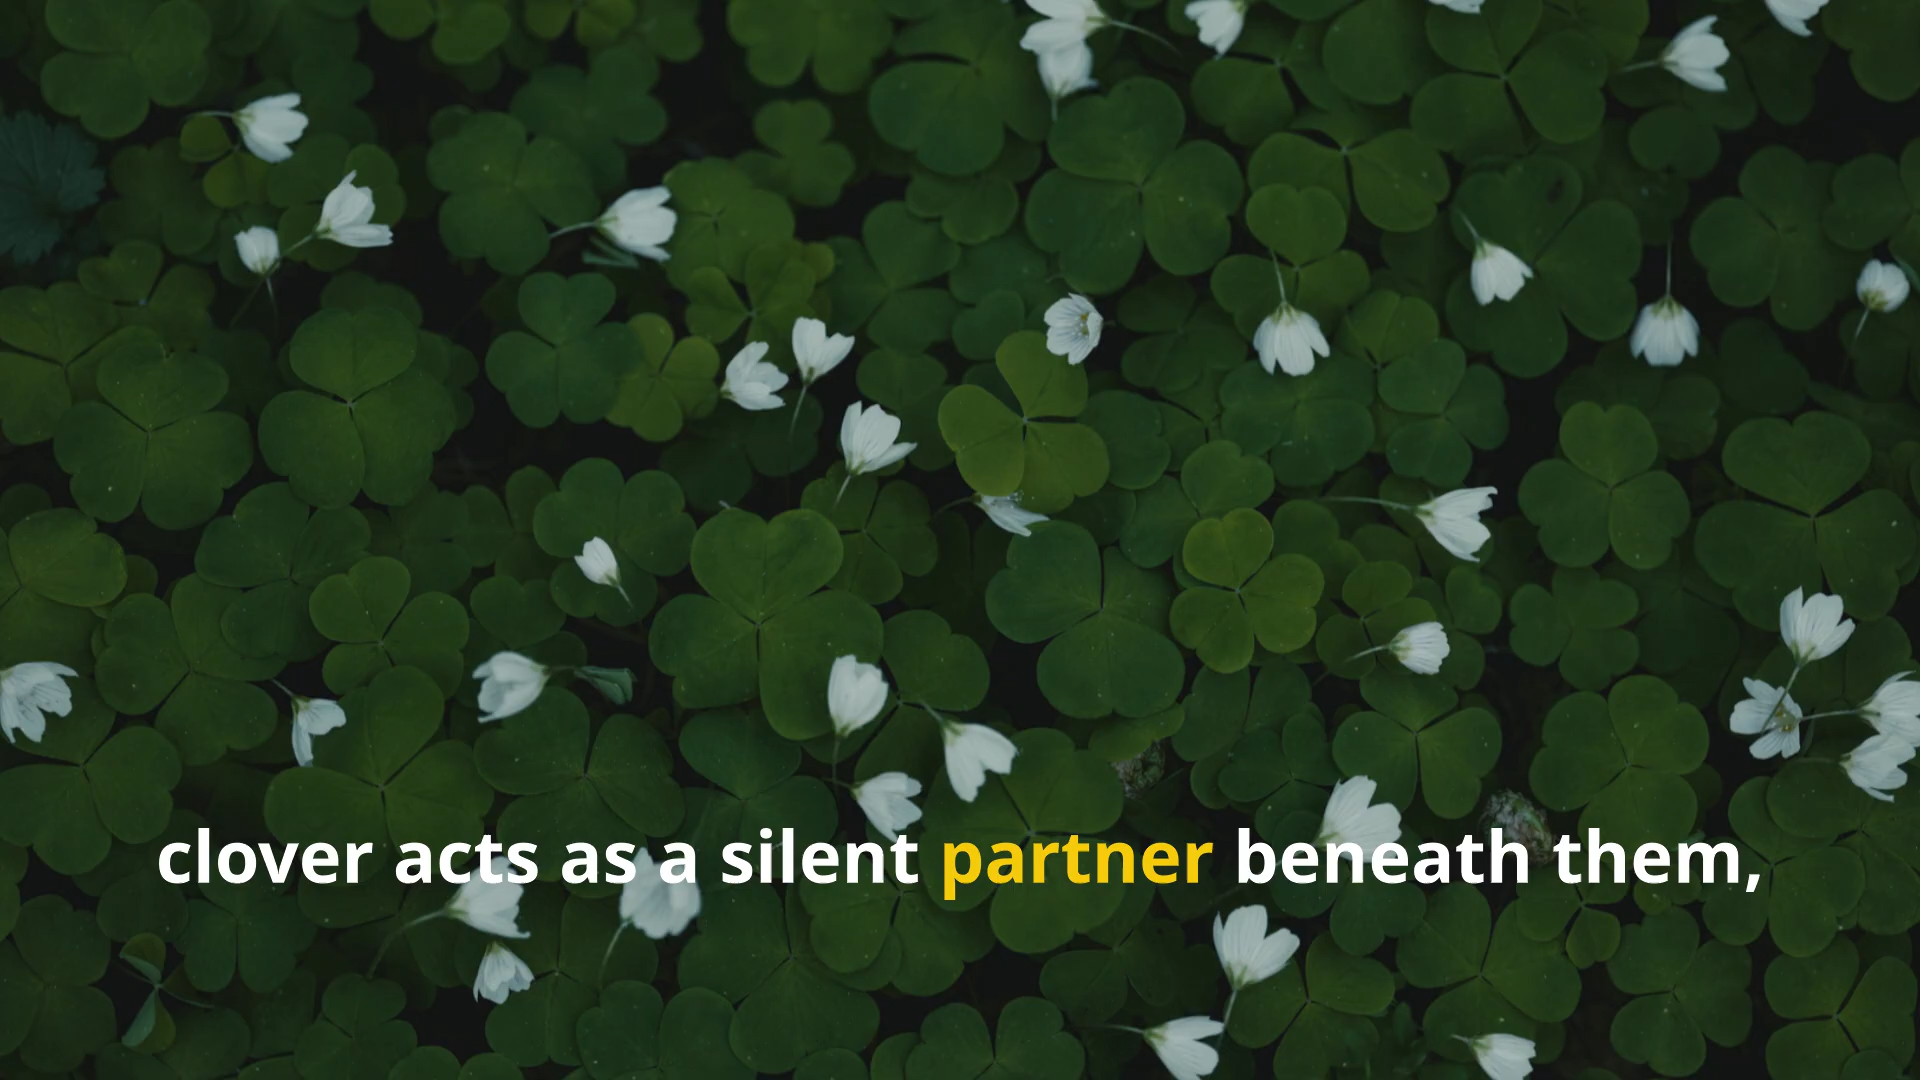 clover acts as a silent partner beneath them,